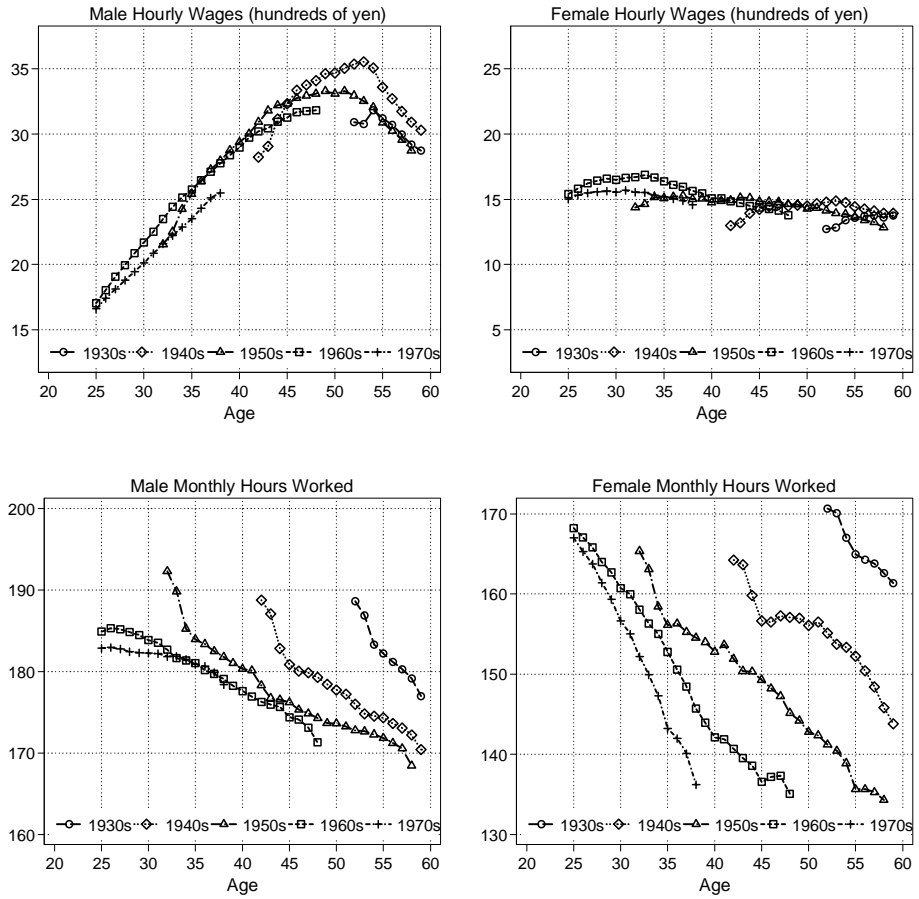 Male Hourly Wages (hundreds of yen)
35
30
25
20
15
1930s 1940s 1950s 1960s 1970s
20 25 30 35 40 45 50 55 60
Age
Female Hourly Wages (hundreds of yen)
25
20
15
10
5
1930s 1940s 1950s 1960s 1970s
20 25 30 35 40 45 50 55 60
Age
Male Monthly Hours Worked
200
190
180
170
160
1930s 1940s 1950s 1960s 1970s
20 25 30 35 40 45 50 55 60
Age
Female Monthly Hours Worked
170
160
150
140
130
1930s 1940s 1950s 1960s 1970s
20 25 30 35 40 45 50 55 60
Age